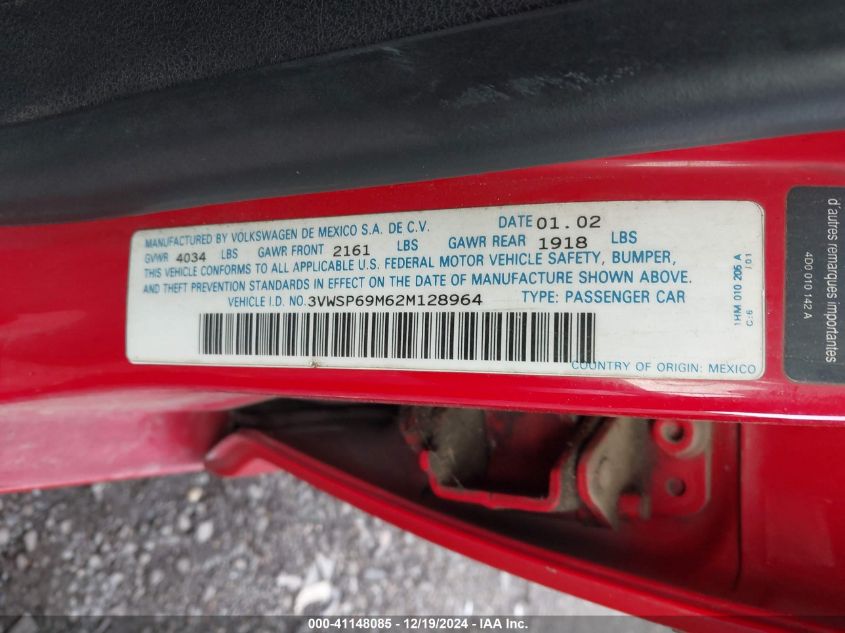 MANUFACTURED BY VOLKSWAGEN DE MEXICO S.A. DE C.V. DATE 01.02
GVWR 4034 LBS GAWR FRONT 2161 LBS GAWR REAR 1918 LBS
THIS VEHICLE CONFORMS TO ALL APPLICABLE U.S. FEDERAL MOTOR VEHICLE SAFETY, BUMPER,
AND THEFT PREVENTION STANDARDS IN EFFECT ON THE DATE OF MANUFACTURE SHOWN ABOVE.
VEHICLE I.D. NO. 3VWSP69M62M128964 TYPE: PASSENGER CAR
COUNTRY OF ORIGIN: MEXICO
1HM 010 205 A
C:6 /01
d'autres remarques importantes
4D0 010 142 A
000-41148085 - 12/19/2024 - IAA Inc.